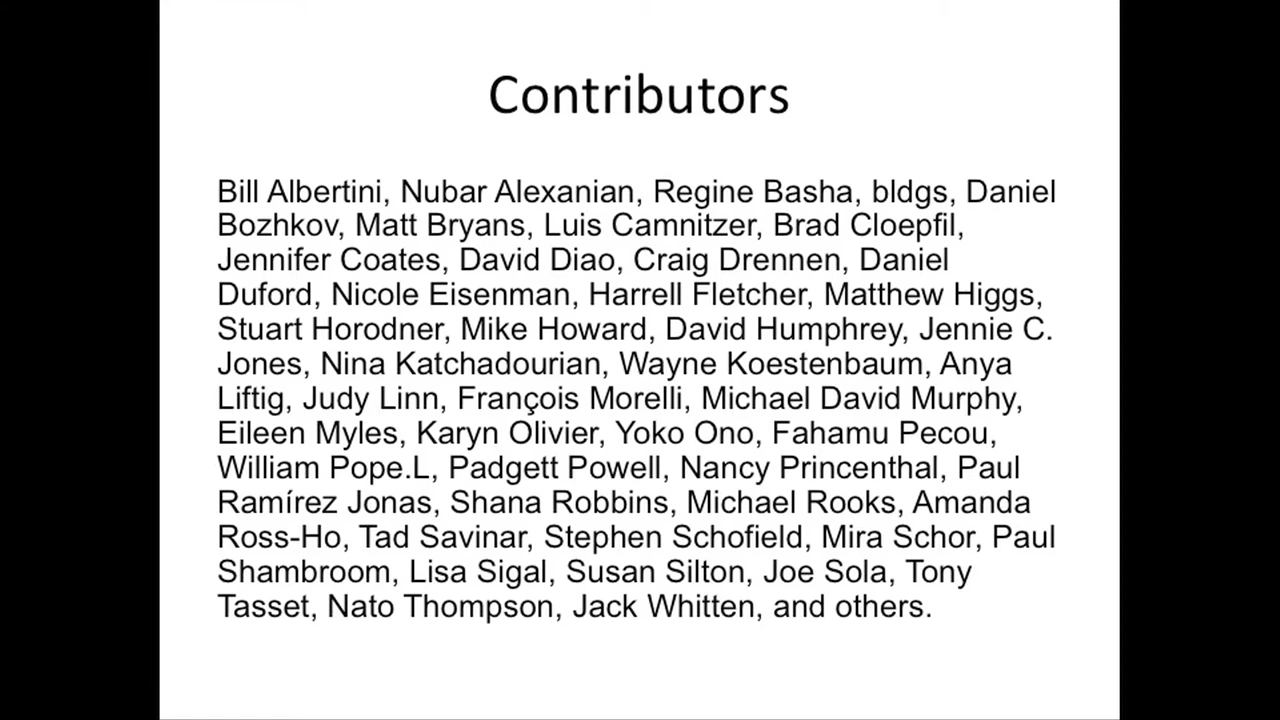 Contributors
Bill Albertini, Nubar Alexanian, Regine Basha, bldgs, Daniel
Bozhkov, Matt Bryans, Luis Camnitzer, Brad Cloepfil,
Jennifer Coates, David Diao, Craig Drennen, Daniel
Duford, Nicole Eisenman, Harrell Fletcher, Matthew Higgs,
Stuart Horodner, Mike Howard, David Humphrey, Jennie C.
Jones, Nina Katchadourian, Wayne Koestenbaum, Anya
Liftig, Judy Linn, François Morelli, Michael David Murphy,
Eileen Myles, Karyn Olivier, Yoko Ono, Fahamu Pecou,
William Pope.L, Padgett Powell, Nancy Princenthal, Paul
Ramírez Jonas, Shana Robbins, Michael Rooks, Amanda
Ross-Ho, Tad Savinar, Stephen Schofield, Mira Schor, Paul
Shambroom, Lisa Sigal, Susan Silton, Joe Sola, Tony
Tasset, Nato Thompson, Jack Whitten, and others.